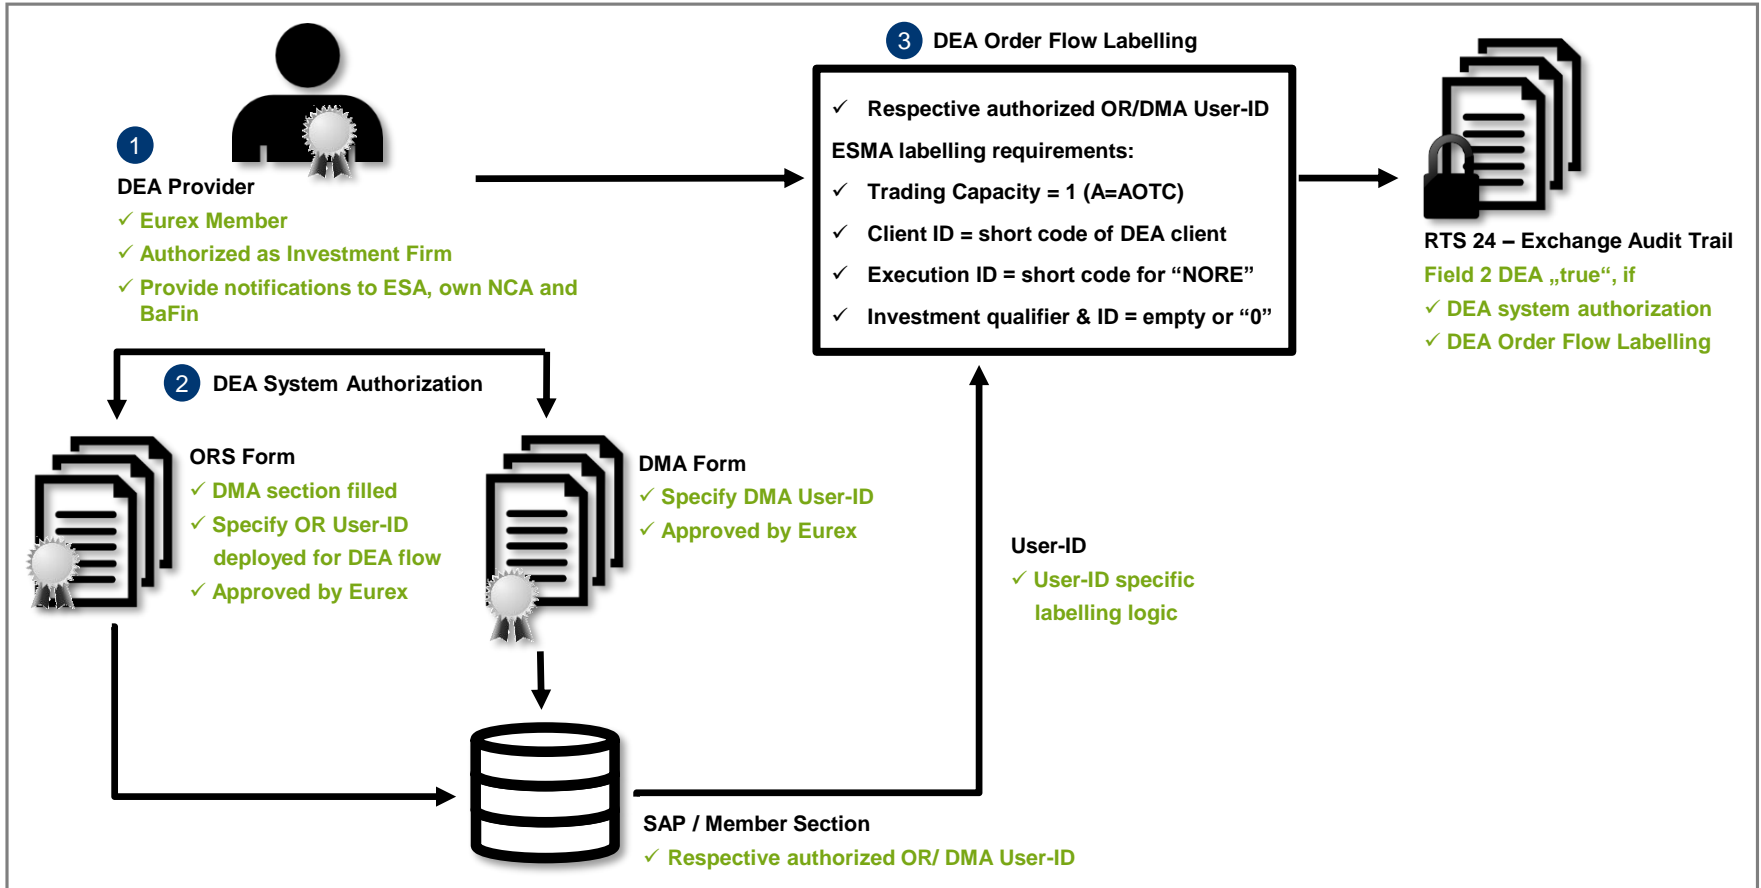 1
DEA Provider
✓ Eurex Member
✓ Authorized as Investment Firm
✓ Provide notifications to ESA, own NCA and
BaFin
3 DEA Order Flow Labelling
✓ Respective authorized OR/DMA User-ID
ESMA labelling requirements:
✓ Trading Capacity = 1 (A=AOTC)
✓ Client ID = short code of DEA client
✓ Execution ID = short code for “NORE”
✓ Investment qualifier & ID = empty or “0”
RTS 24 – Exchange Audit Trail
Field 2 DEA „true“, if
✓ DEA system authorization
✓ DEA Order Flow Labelling
2 DEA System Authorization
ORS Form
✓ DMA section filled
✓ Specify OR User-ID
deployed for DEA flow
✓ Approved by Eurex
DMA Form
✓ Specify DMA User-ID
✓ Approved by Eurex
User-ID
✓ User-ID specific
labelling logic
SAP / Member Section
✓ Respective authorized OR/ DMA User-ID